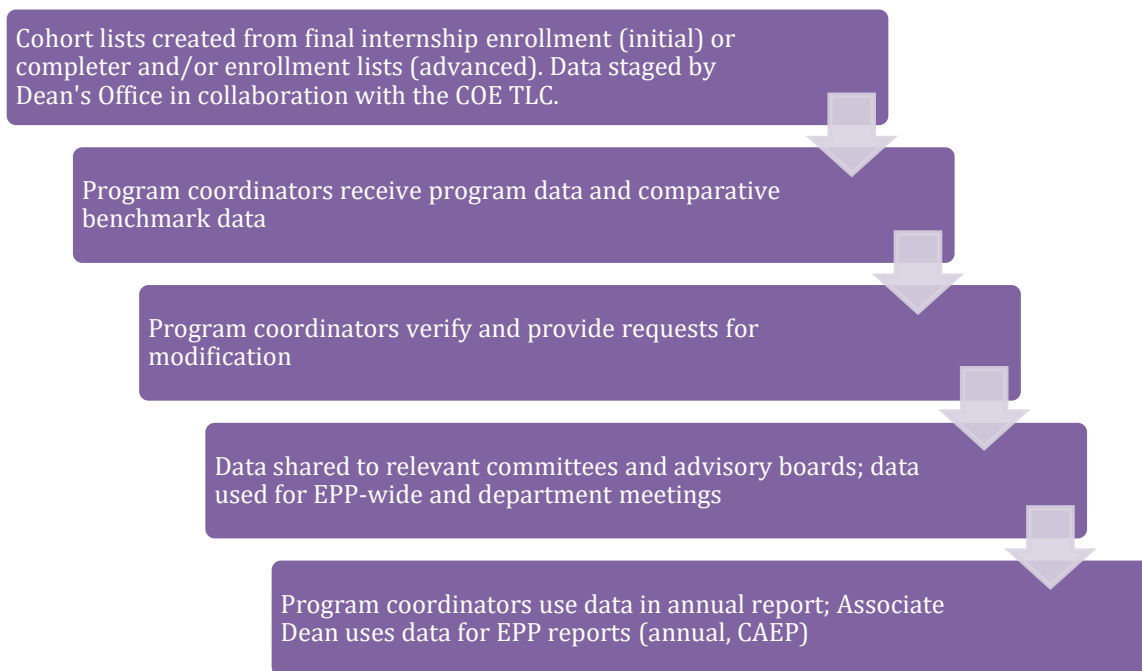 Cohort lists created from final internship enrollment (initial) or
completer and/or enrollment lists (advanced). Data staged by
Dean's Office in collaboration with the COE TLC.
Program coordinators receive program data and comparative
benchmark data
Program coordinators verify and provide requests for
modification
Data shared to relevant committees and advisory boards; data
used for EPP-wide and department meetings
Program coordinators use data in annual report; Associate
Dean uses data for EPP reports (annual, CAEP)